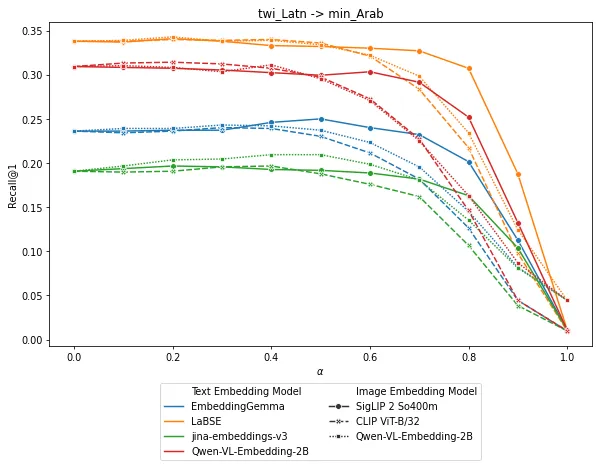 twi_Latn -> min_Arab
Recall@1
0.35
0.30
0.25
0.20
0.15
0.10
0.05
0.00
0.0 0.2 0.4 0.6 0.8 1.0
α
Text Embedding Model Image Embedding Model
EmbeddingGemma SigLIP 2 So400m
LaBSE CLIP ViT-B/32
jina-embeddings-v3 Qwen-VL-Embedding-2B
Qwen-VL-Embedding-2B